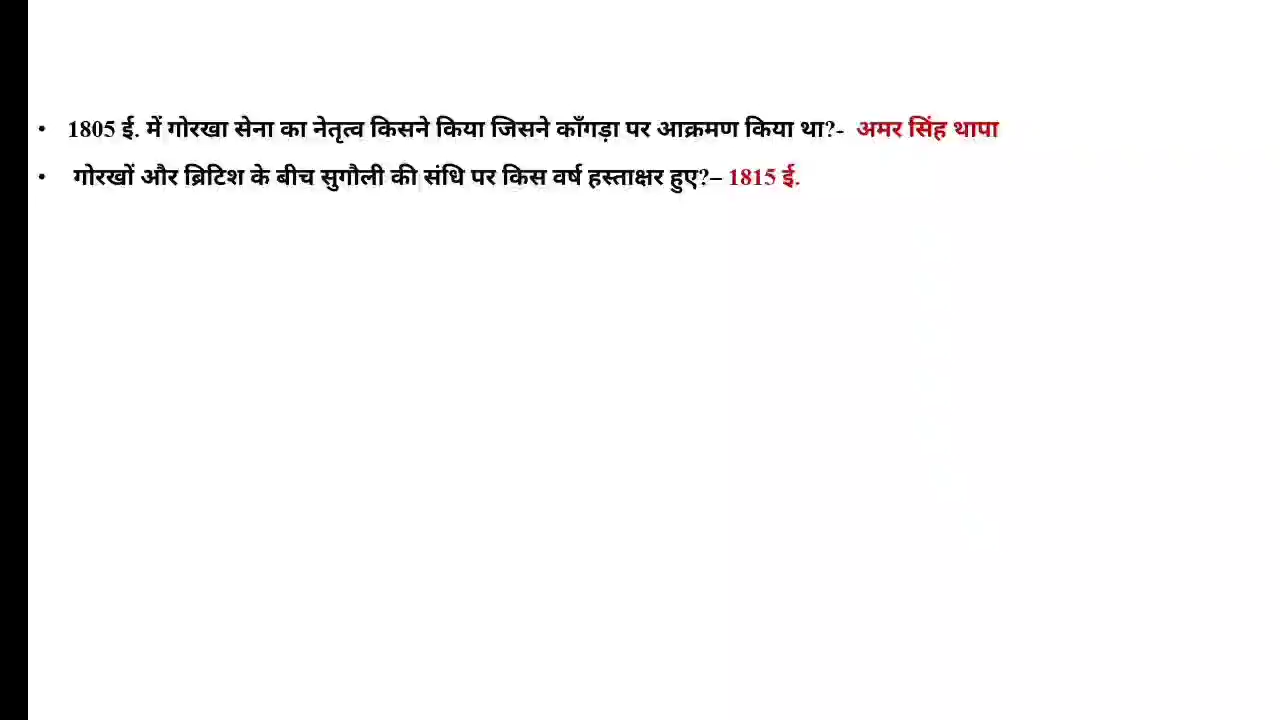 • 1805 ई. में गोरखा सेना का नेतृत्व किसने किया जिसने काँगड़ा पर आक्रमण किया था?- अमर सिंह थापा
• गोरखों और ब्रिटिश के बीच सुगौली की संधि पर किस वर्ष हस्ताक्षर हुए?– 1815 ई.